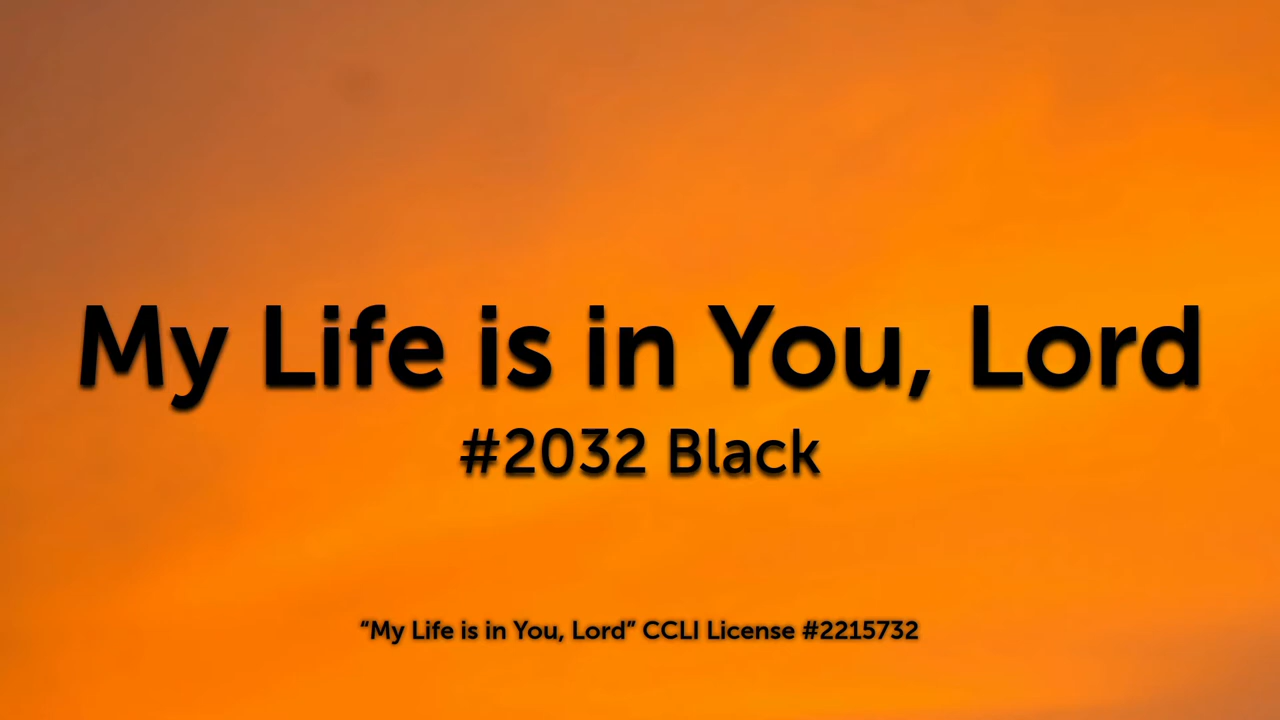 My Life is in You, Lord
#2032 Black
“My Life is in You, Lord” CCLI License #2215732